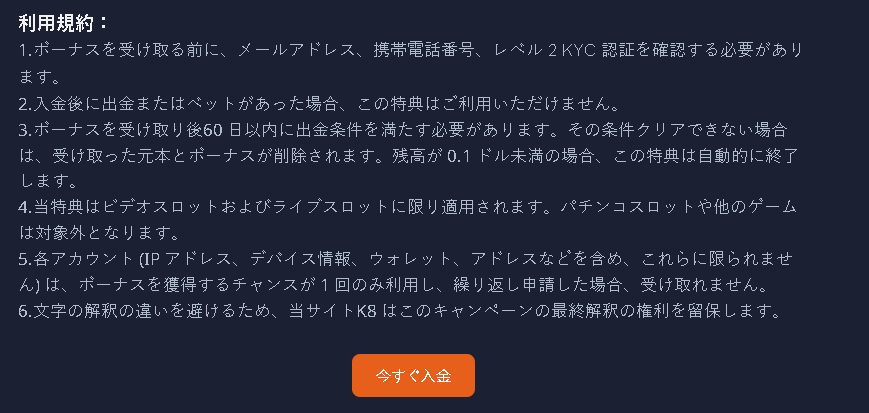 利用規約：
1.ボーナスを受け取る前に、メールアドレス、携帯電話番号、レベル 2 KYC 認証を確認する必要があり
ます。
2.入金後に出金またはベットがあった場合、この特典はご利用いただけません。
3.ボーナスを受け取り後60 日以内に出金条件を満たす必要があります。その条件クリアできない場合
は、受け取った元本とボーナスが削除されます。残高が 0.1 ドル未満の場合、この特典は自動的に終了
します。
4.当特典はビデオスロットおよびライブスロットに限り適用されます。パチンコスロットや他のゲーム
は対象外となります。
5.各アカウント (IP アドレス、デバイス情報、ウォレット、アドレスなどを含め、これらに限られませ
ん) は、ボーナスを獲得するチャンスが 1 回のみ利用し、繰り返し申請した場合、受け取れません。
6.文字の解釈の違いを避けるため、当サイトK8 はこのキャンペーンの最終解釈の権利を留保します。
今すぐ入金